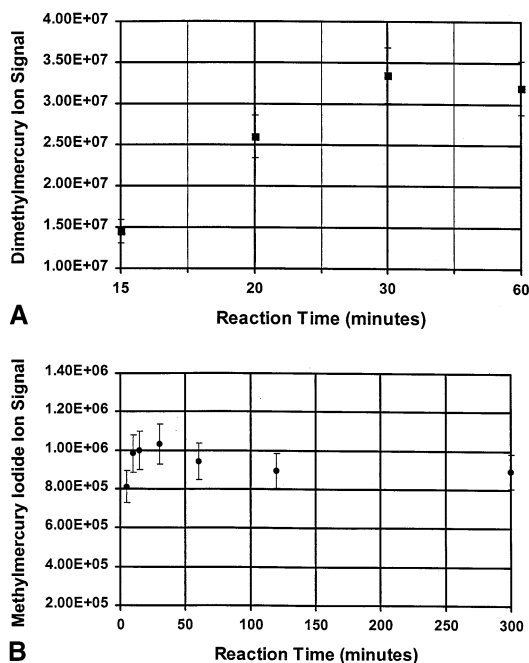 Dimethylmercury Ion Signal
4.00E+07
3.50E+07
3.00E+07
2.50E+07
2.00E+07
1.50E+07
1.00E+07
15 20 30 60
Reaction Time (minutes)
A
Methylmercury Iodide Ion Signal
1.40E+06
1.20E+06
1.00E+06
8.00E+05
6.00E+05
4.00E+05
2.00E+05
0 50 100 150 200 250 300
Reaction Time (minutes)
B